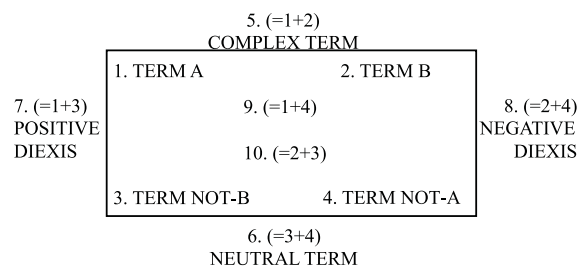 5. (=1+2)
COMPLEX TERM
1. TERM A
2. TERM B
7. (=1+3)
POSITIVE
DIEXIS
9. (=1+4)
10. (=2+3)
8. (=2+4)
NEGATIVE
DIEXIS
3. TERM NOT-B
4. TERM NOT-A
6. (=3+4)
NEUTRAL TERM